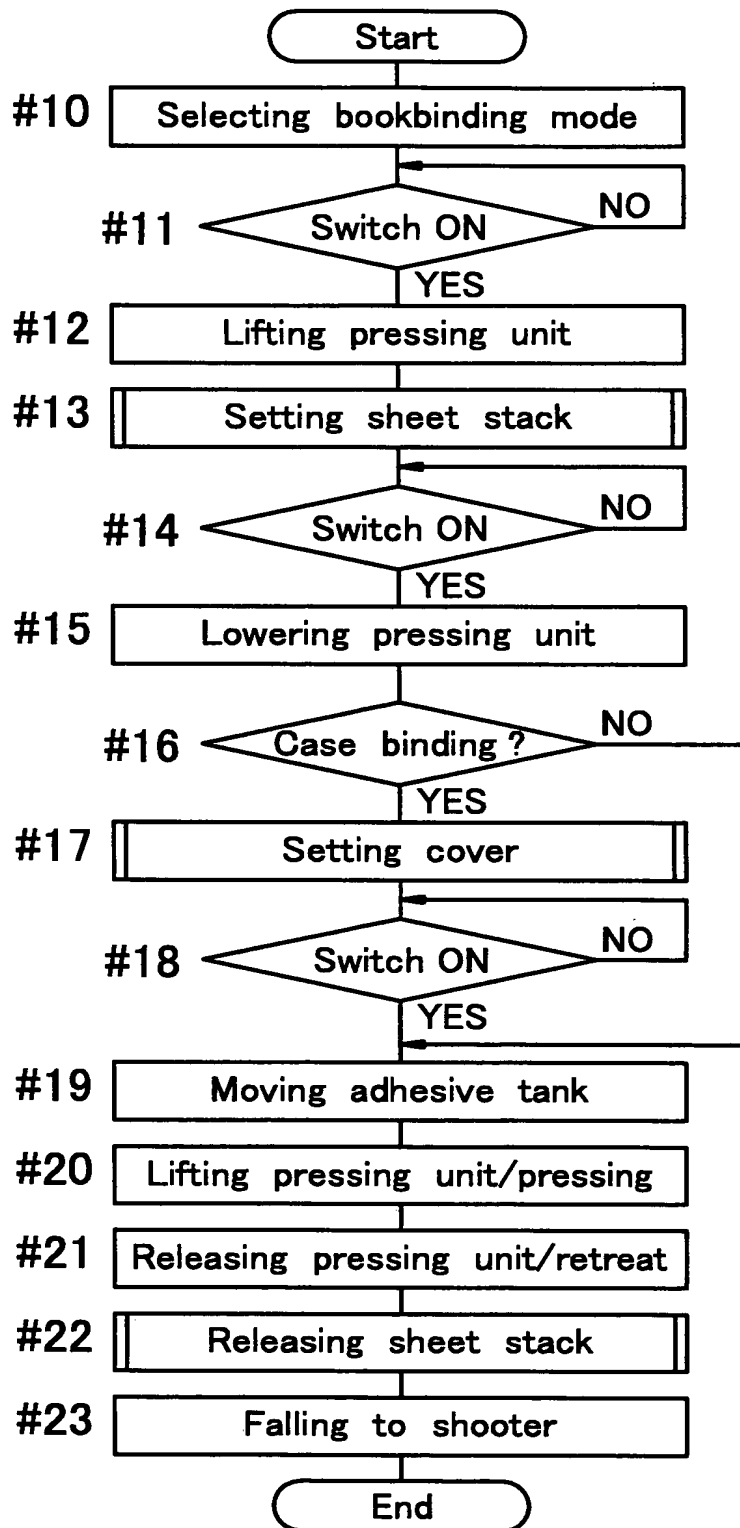 Start
#10 Selecting bookbinding mode
#11 Switch ON NO
YES
#12 Lifting pressing unit
#13 Setting sheet stack
#14 Switch ON NO
YES
#15 Lowering pressing unit
#16 Case binding? NO
YES
#17 Setting cover
#18 Switch ON NO
YES
#19 Moving adhesive tank
#20 Lifting pressing unit/pressing
#21 Releasing pressing unit/retreat
#22 Releasing sheet stack
#23 Falling to shooter
End